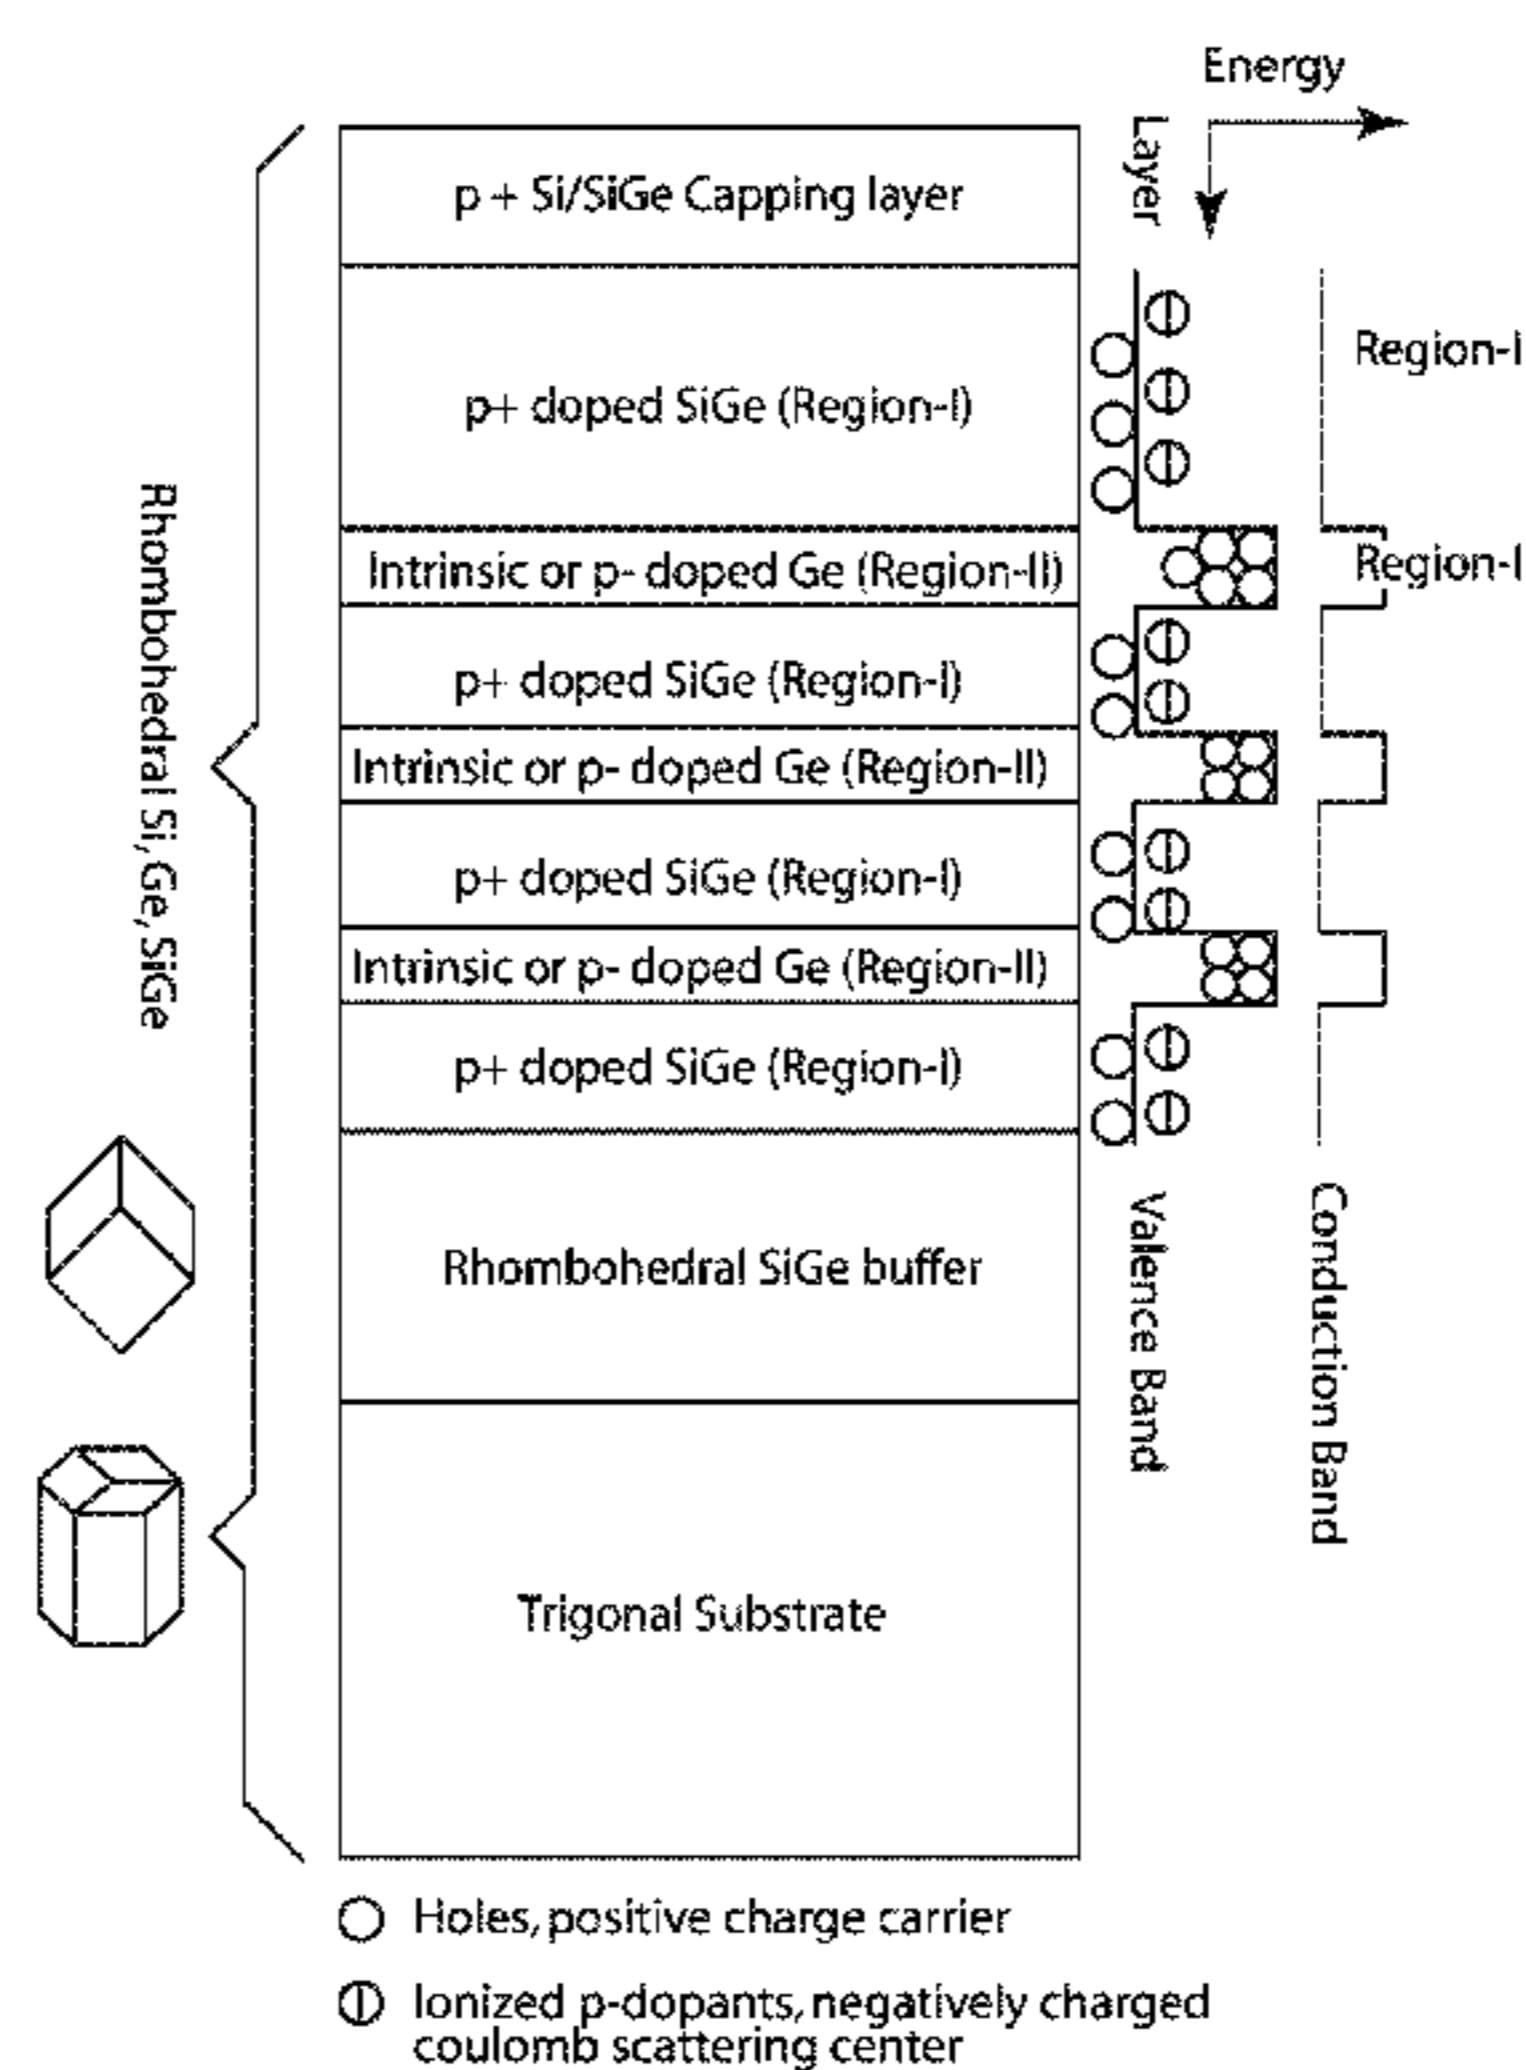 Energy
Layer
p + Si/SiGe Capping layer
p+ doped SiGe (Region-I)
Region-I
Intrinsic or p- doped Ge (Region-II)
Region-I
p+ doped SiGe (Region-I)
Intrinsic or p- doped Ge (Region-II)
p+ doped SiGe (Region-I)
Intrinsic or p- doped Ge (Region-II)
p+ doped SiGe (Region-I)
Rhombohedral Si, Ge, SiGe
Rhombohedral SiGe buffer
Valence Band
Conduction Band
Trigonal Substrate
Holes, positive charge carrier
Ionized p-dopants, negatively charged
coulomb scattering center